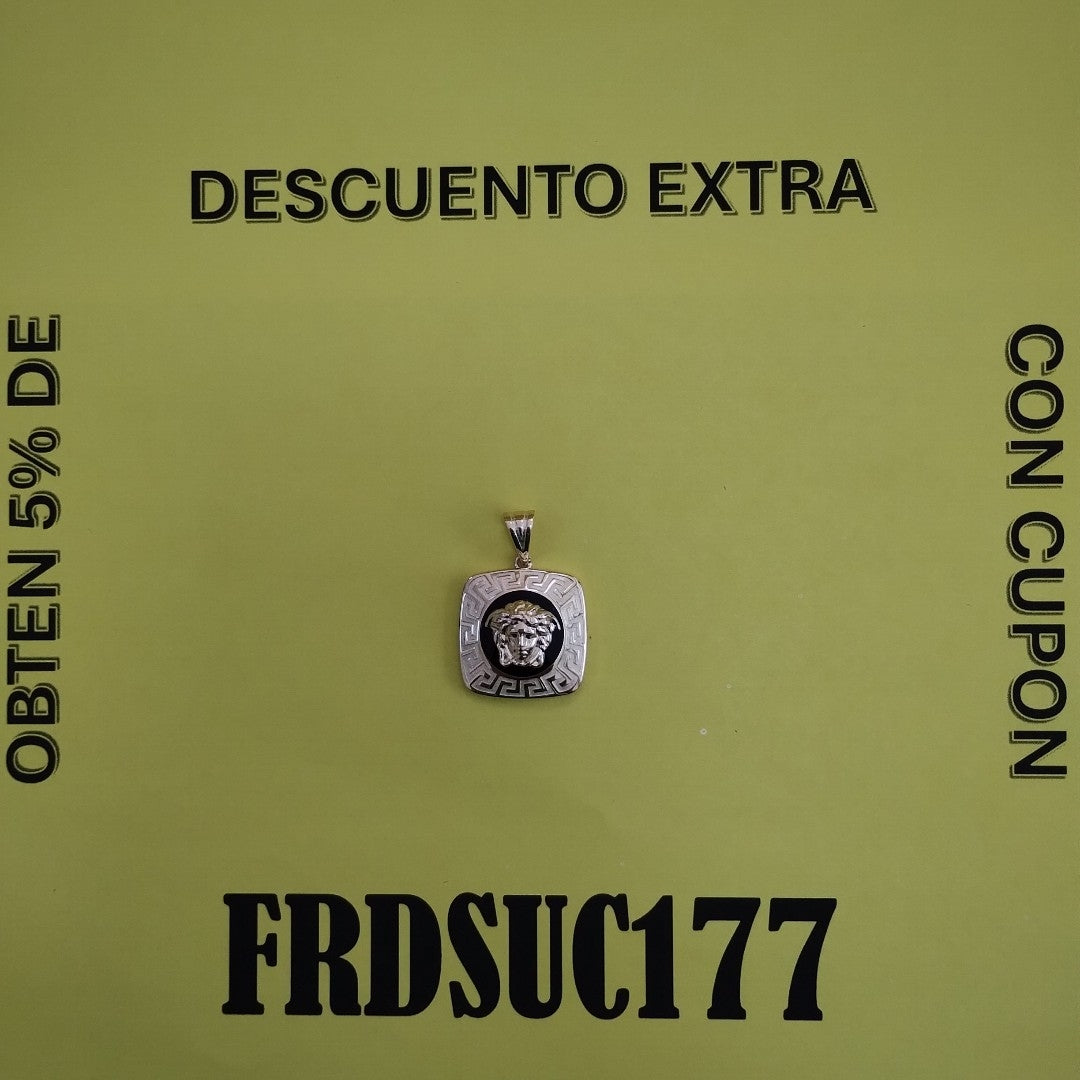 DESCUENTO EXTRA
OBTEN 5% DE
CON CUPON
FRDSUC177